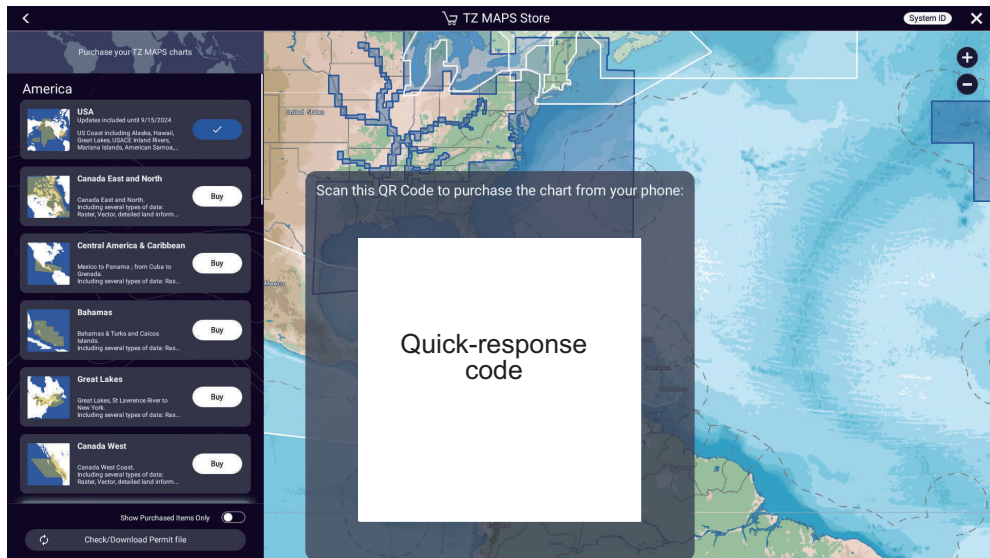 TZ MAPS Store
System ID
Purchase your TZ MAPS charts
America
USA
Updates included until 9/15/2024
US Coast including Alaska, Hawaii,
Great Lakes, USACE Inland Rivers,
Mariana Islands, American Samoa,...
Canada East and North
Canada East and North.
Including several types of data:
Raster, Vector, detailed land inform...
Buy
Central America & Caribbean
Mexico to Panama ; from Cuba to
Grenada.
Including several types of data: Ras...
Buy
Bahamas
Bahamas & Turks and Caicos
Islands.
Including several types of data: Ras...
Buy
Great Lakes
Great Lakes, St Lawrence River to
New York.
Including several types of data: Ras...
Buy
Canada West
Canada West Coast.
Including several types of data:
Raster, Vector, detailed land inform...
Buy
Show Purchased Items Only
Check/Download Permit file
United States
Mexico
Scan this QR Code to purchase the chart from your phone:
Quick-response
code